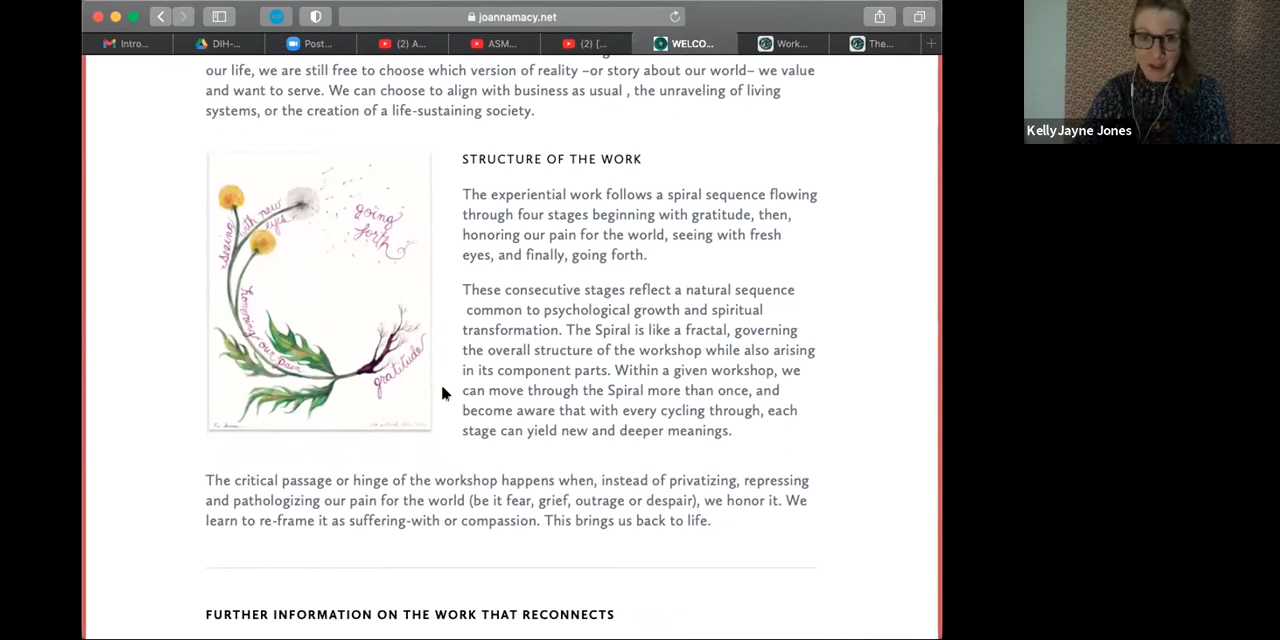 joannamacy.net
Intro...
DIH-...
Post...
(2) A...
ASM...
(2) [...
WELCO...
Work...
The...
our life, we are still free to choose which version of reality –or story about our world– we value
and want to serve. We can choose to align with business as usual , the unraveling of living
systems, or the creation of a life-sustaining society.
seeing with new eyes
going
forth
honoring our pain
gratitude
STRUCTURE OF THE WORK
The experiential work follows a spiral sequence flowing
through four stages beginning with gratitude, then,
honoring our pain for the world, seeing with fresh
eyes, and finally, going forth.
These consecutive stages reflect a natural sequence
common to psychological growth and spiritual
transformation. The Spiral is like a fractal, governing
the overall structure of the workshop while also arising
in its component parts. Within a given workshop, we
can move through the Spiral more than once, and
become aware that with every cycling through, each
stage can yield new and deeper meanings.
The critical passage or hinge of the workshop happens when, instead of privatizing, repressing
and pathologizing our pain for the world (be it fear, grief, outrage or despair), we honor it. We
learn to re-frame it as suffering-with or compassion. This brings us back to life.
FURTHER INFORMATION ON THE WORK THAT RECONNECTS
KellyJayne Jones